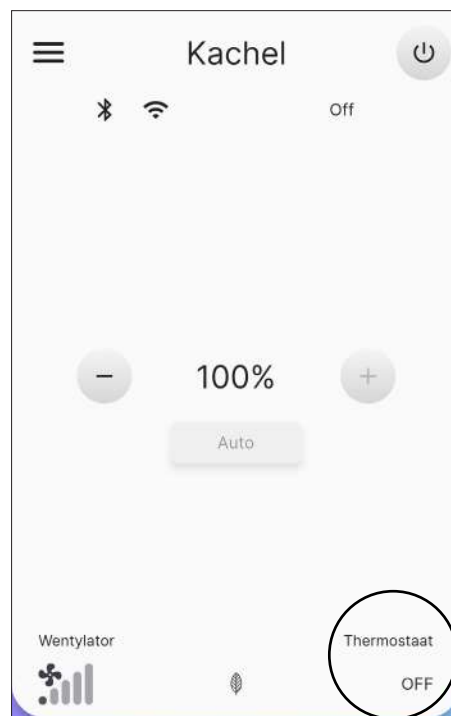 Kachel
Off
100%
Auto
Wentylator
Thermostaat
OFF